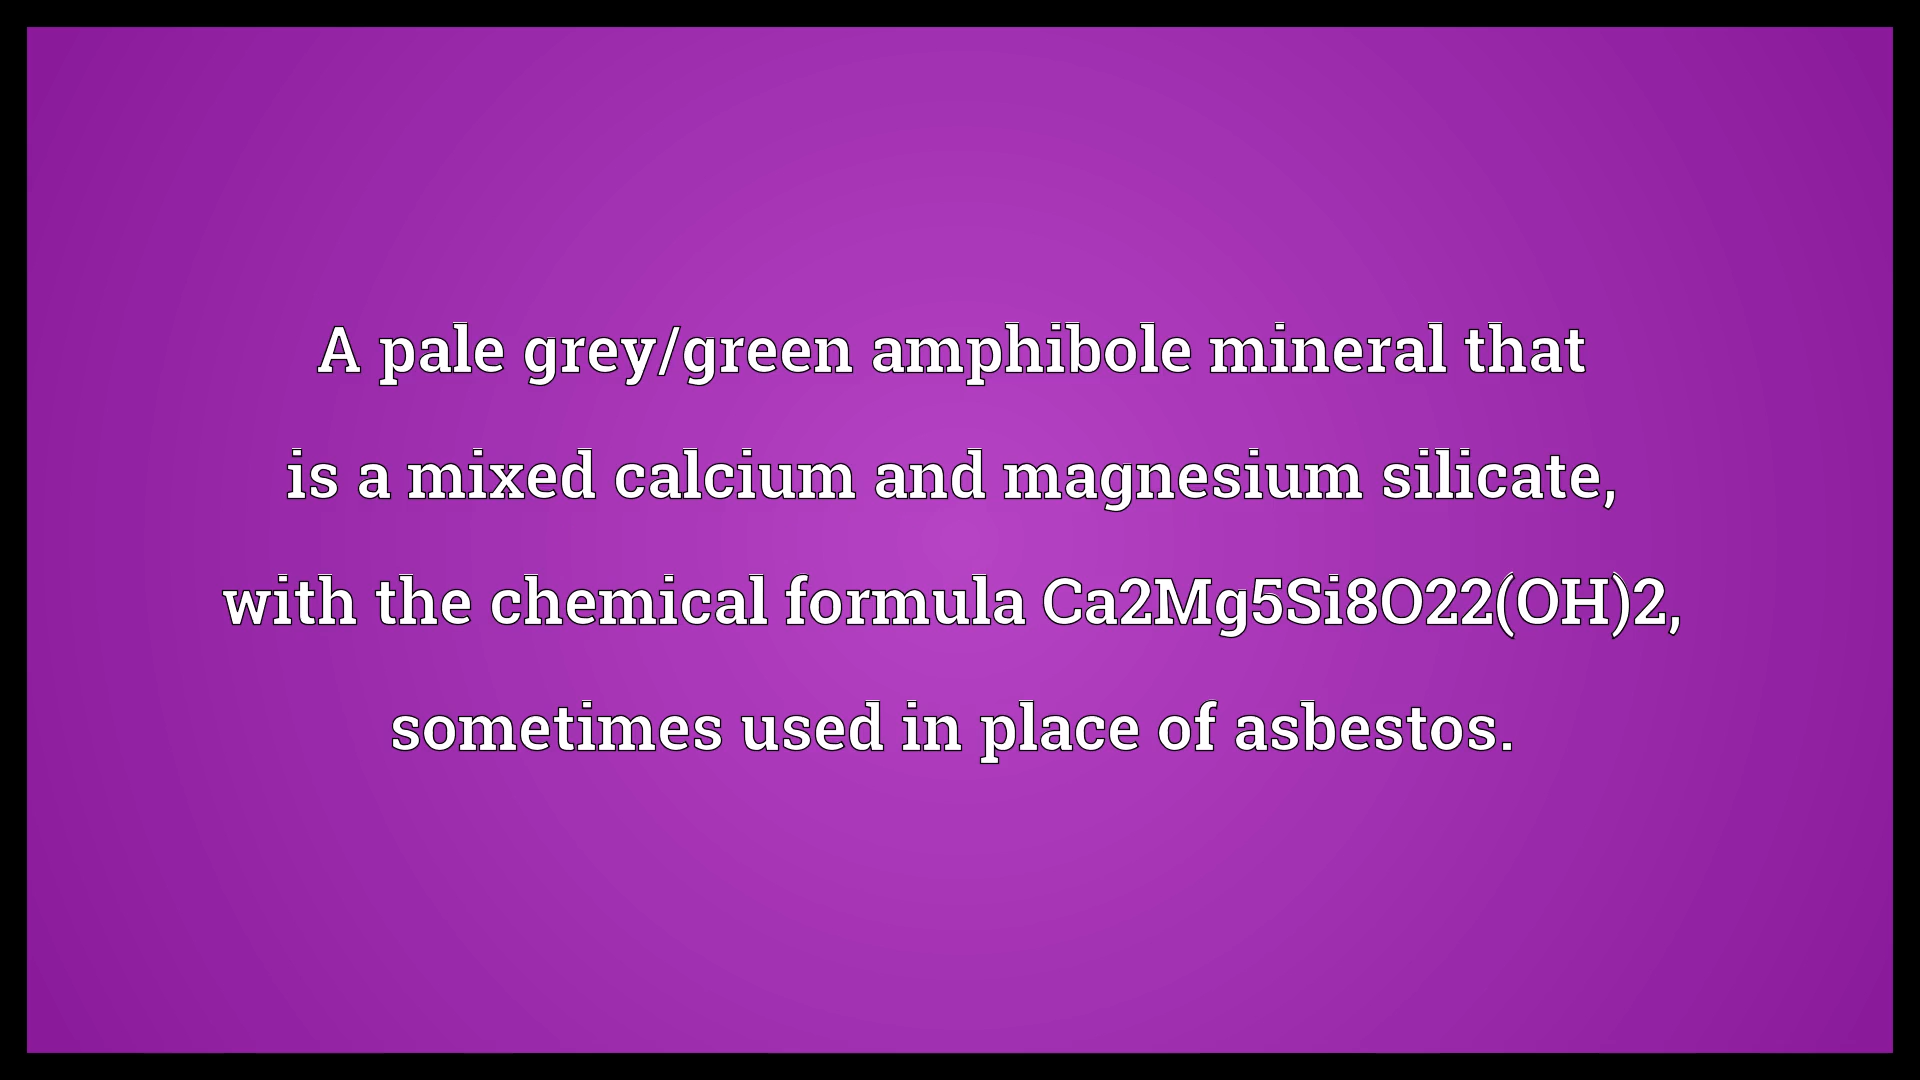 A pale grey/green amphibole mineral that
is a mixed calcium and magnesium silicate,
with the chemical formula Ca2Mg5Si8O22(OH)2,
sometimes used in place of asbestos.